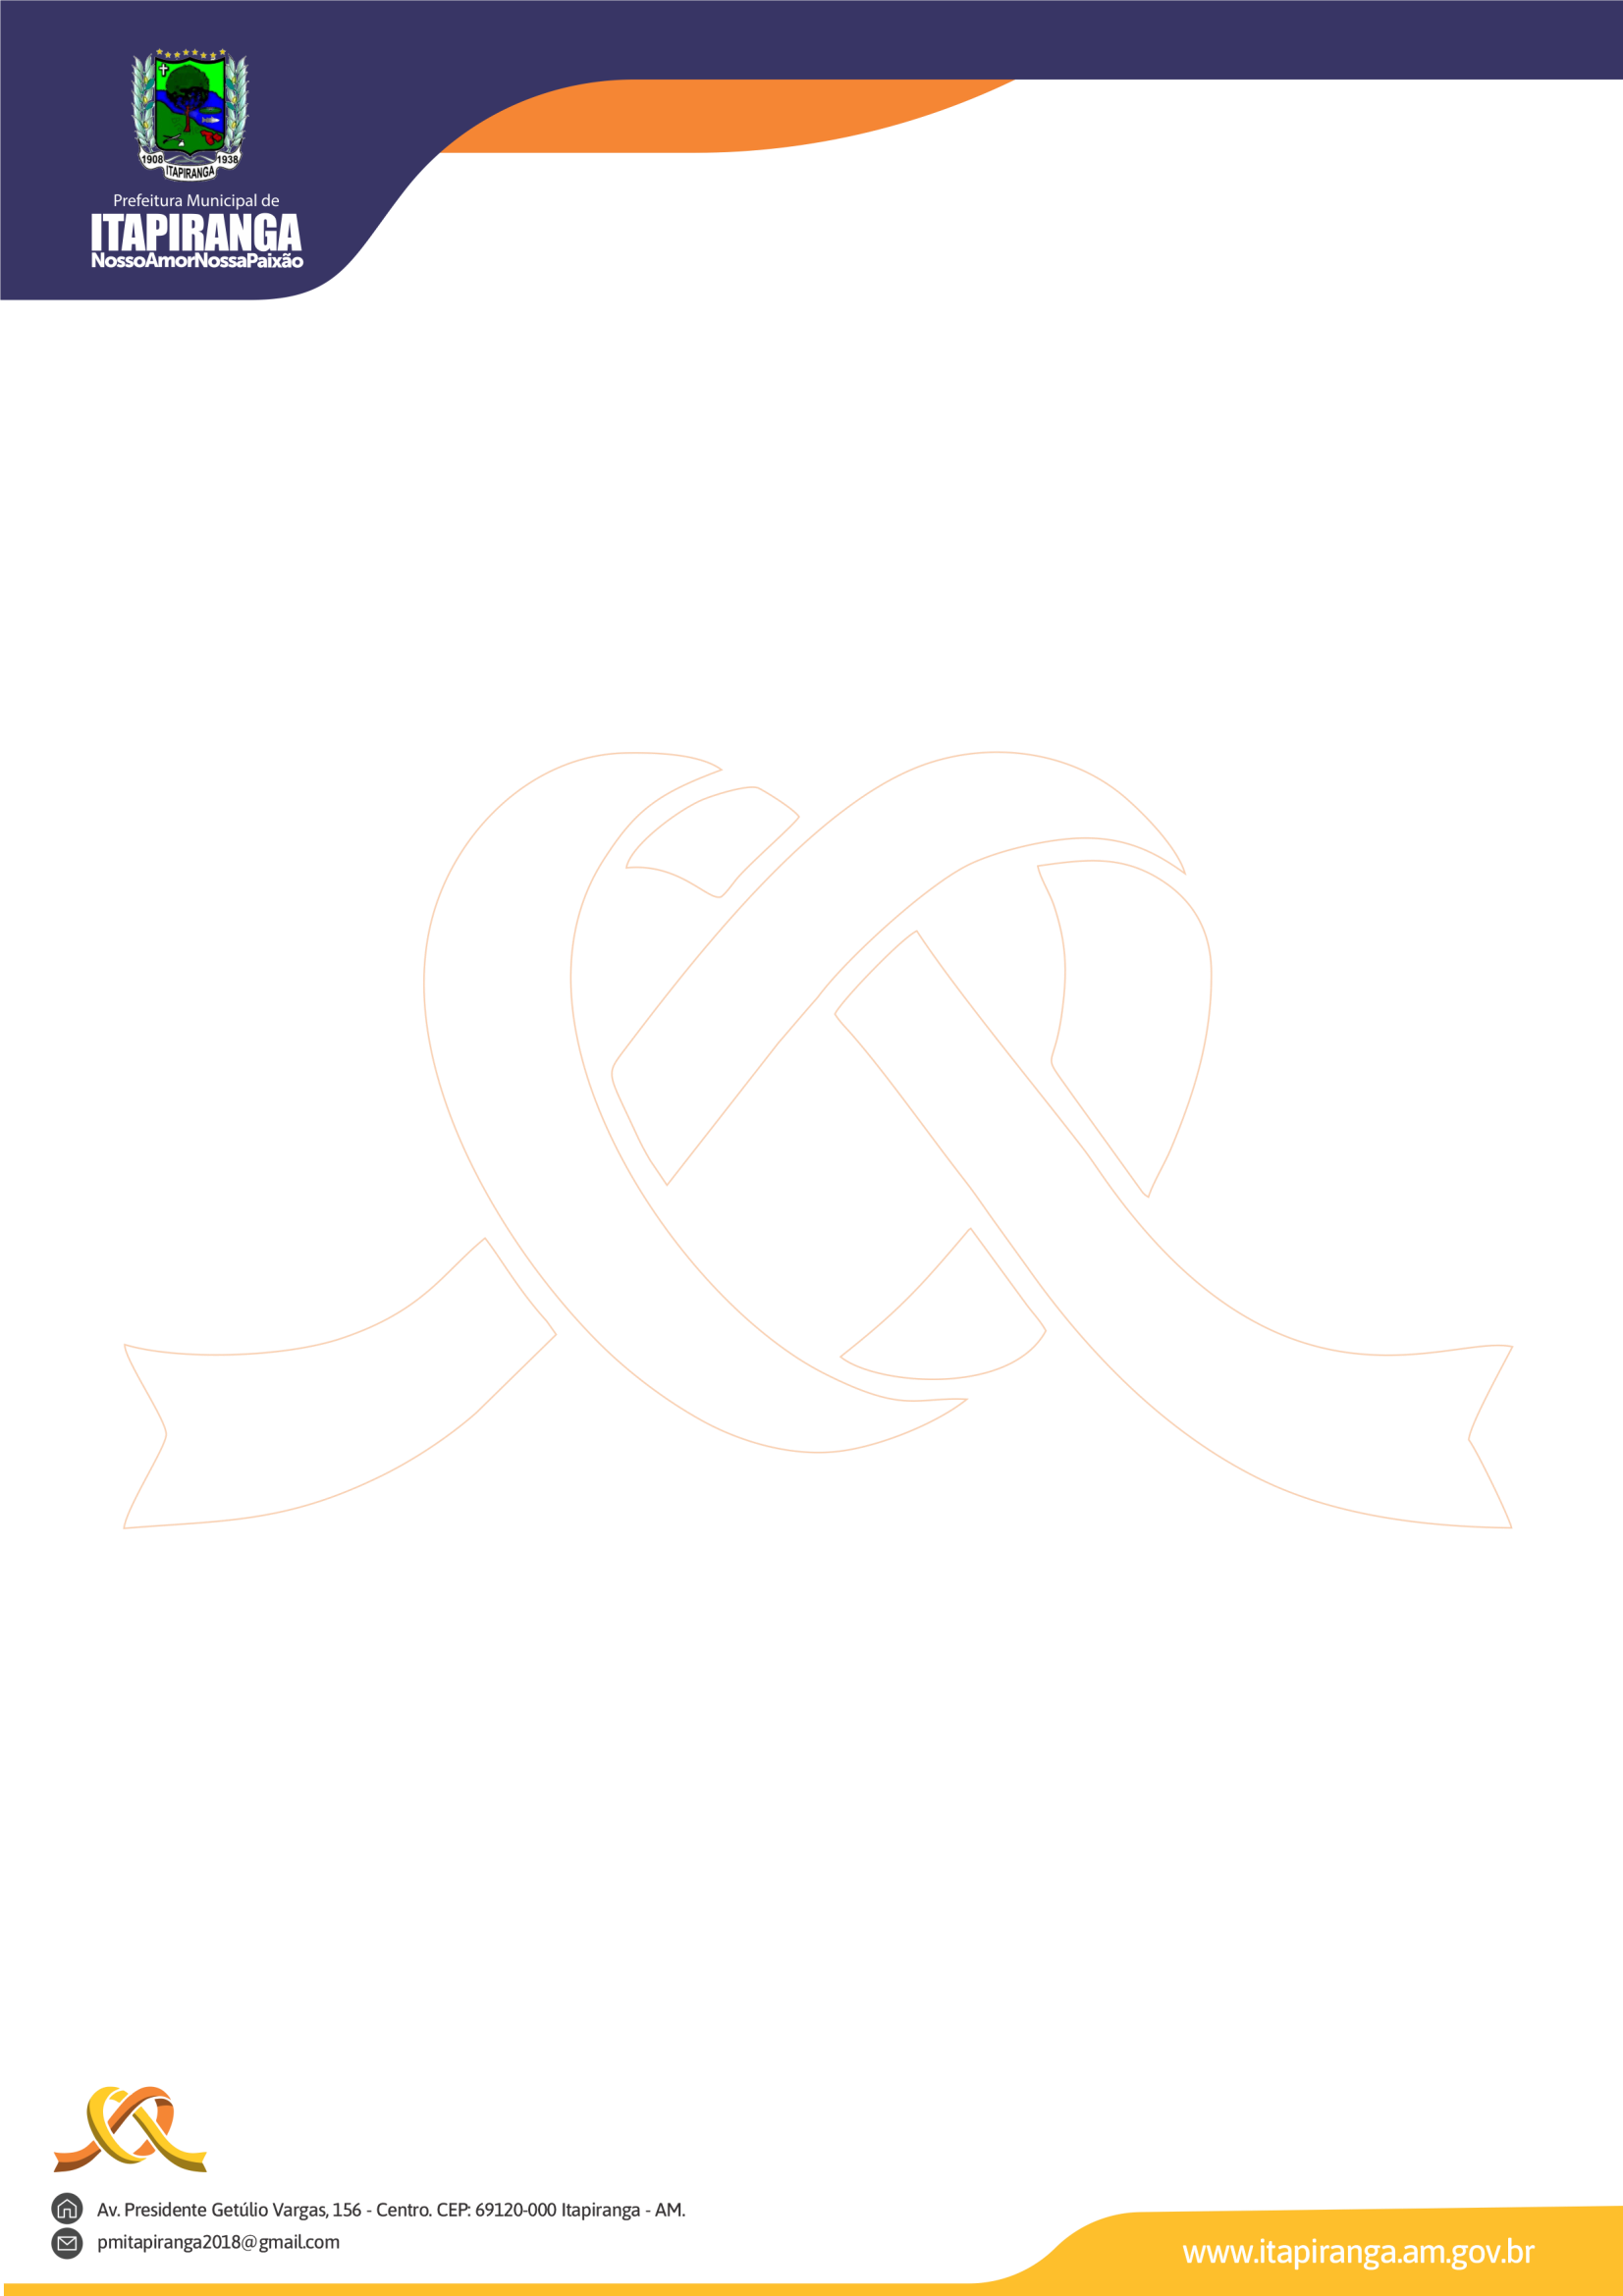 1908 1938
ITAPIRANGA
Prefeitura Municipal de
ITAPIRANGA
NossoAmorNossaPaixão
Av. Presidente Getúlio Vargas, 156 - Centro. CEP: 69120-000 Itapiranga - AM.
pmitapiranga2018@gmail.com
www.itapiranga.am.gov.br